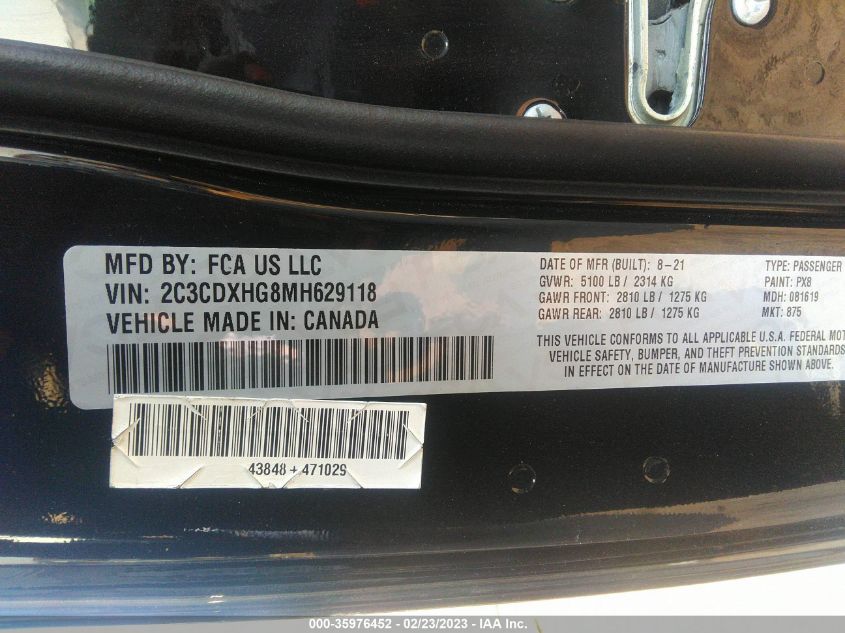 MFD BY: FCA US LLC
VIN: 2C3CDXHG8MH629118
VEHICLE MADE IN: CANADA
DATE OF MFR (BUILT): 8-21
GVWR: 5100 LB / 2314 KG
GAWR FRONT: 2810 LB / 1275 KG
GAWR REAR: 2810 LB / 1275 KG
TYPE: PASSENGER
PAINT: PX8
MDH: 081619
MKT: 875
THIS VEHICLE CONFORMS TO ALL APPLICABLE U.S.A. FEDERAL MOT
VEHICLE SAFETY, BUMPER, AND THEFT PREVENTION STANDARDS
IN EFFECT ON THE DATE OF MANUFACTURE SHOWN ABOVE.
43848 + 471029
000-35976452 - 02/23/2023 - IAA Inc.